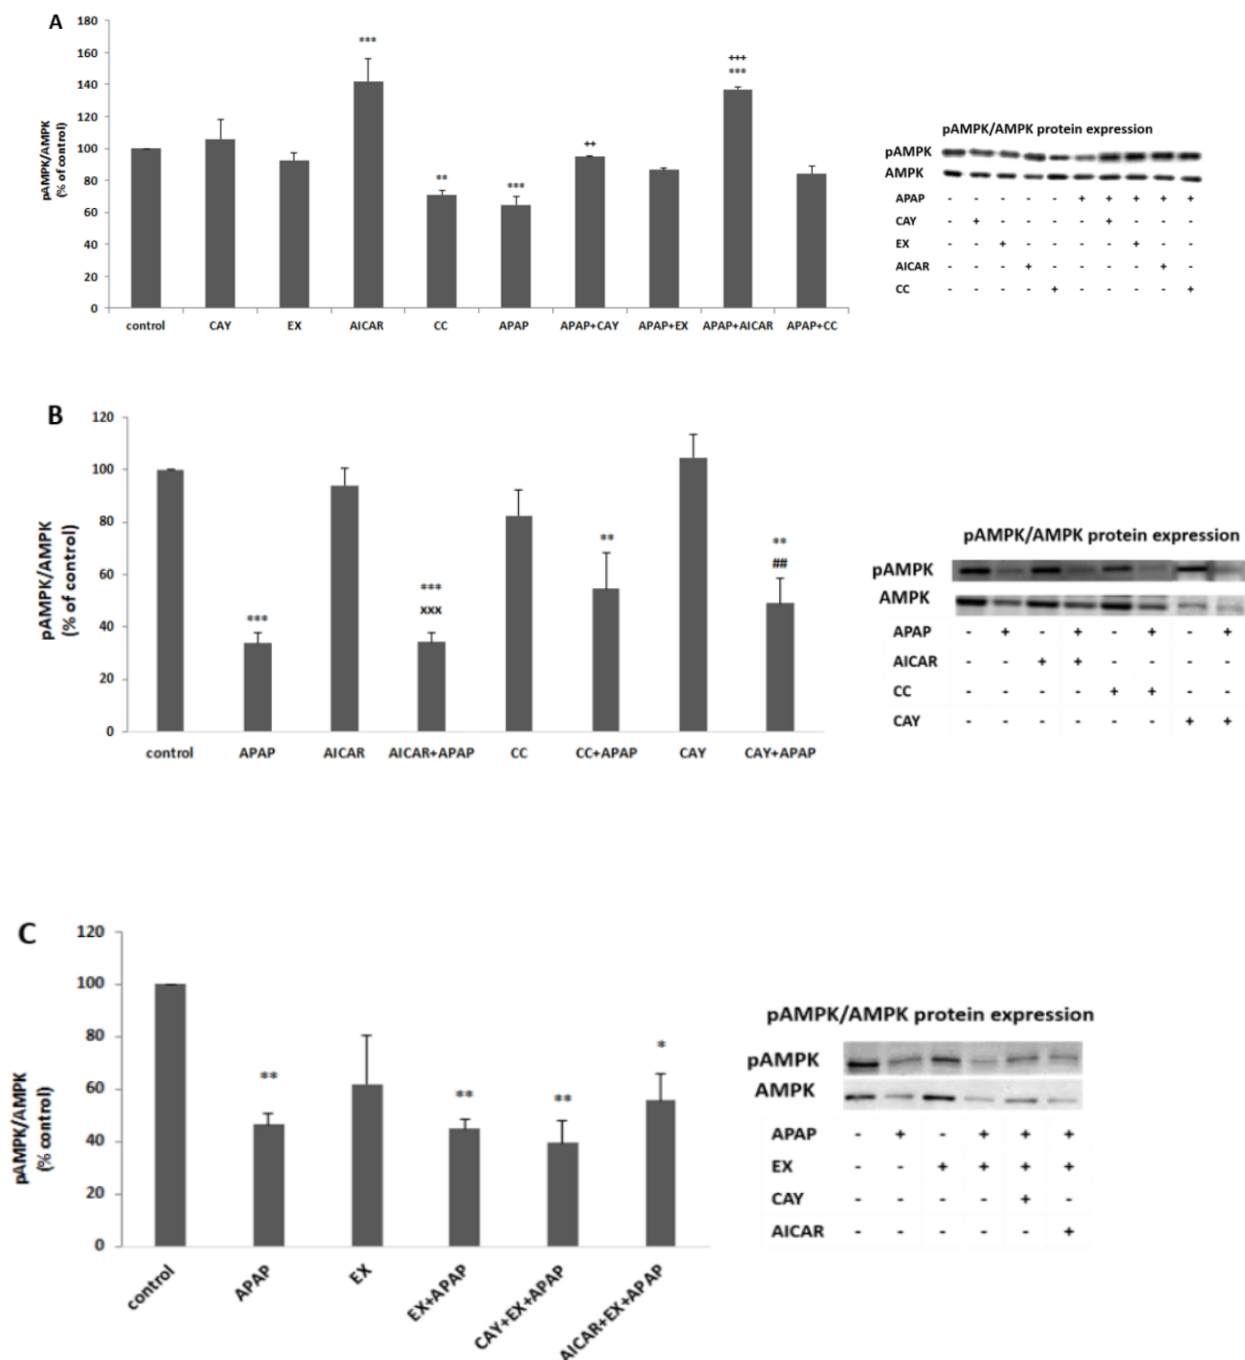 A
180
160
140
120
100
80
60
40
20
0
pAMPK/AMPK
(% of control)
***
**
***
++
+++
***
control CAY EX AICAR CC APAP APAP+CAY APAP+EX APAP+AICAR APAP+CC
pAMPK/AMPK protein expression
pAMPK
AMPK
APAP - - - - - + + + + +
CAY - + - - - - + - - -
EX - - + - - - - + - -
AICAR - - - + - - - - + -
CC - - - - + - - - - +
B
120
100
80
60
40
20
0
pAMPK/AMPK
(% of control)
***
***
xxx
**
**
##
control APAP AICAR AICAR+APAP CC CC+APAP CAY CAY+APAP
pAMPK/AMPK protein expression
pAMPK
AMPK
APAP - + - + - + - +
AICAR - - + + - - - -
CC - - - - + + - -
CAY - - - - - - + +
C
120
100
80
60
40
20
0
pAMPK/AMPK
(% control)
**
**
**
*
control APAP EX EX+APAP CAY+EX+APAP AICAR+EX+APAP
pAMPK/AMPK protein expression
pAMPK
AMPK
APAP - + - + + +
EX - - + + + +
CAY - - - - + -
AICAR - - - - - +